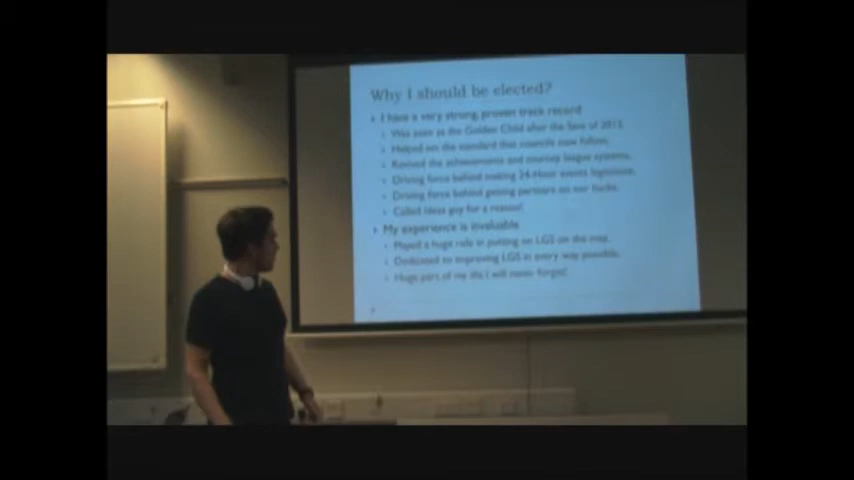 Why I should be elected?
I have a very strong, proven track record
Was seen as the Golden Child after the Sens of 2013.
Helped set the standard that councils now follow.
Revived the achievements and tourney league systems.
Driving force behind making 24-Hour events legitimate.
Driving force behind getting partners on our backs.
Called ideas guy for a reason!
My experience is invaluable
Played a huge role in putting on LGS on the map.
Dedicated to improving LGS in every way possible.
Huge part of my life I will never forget!